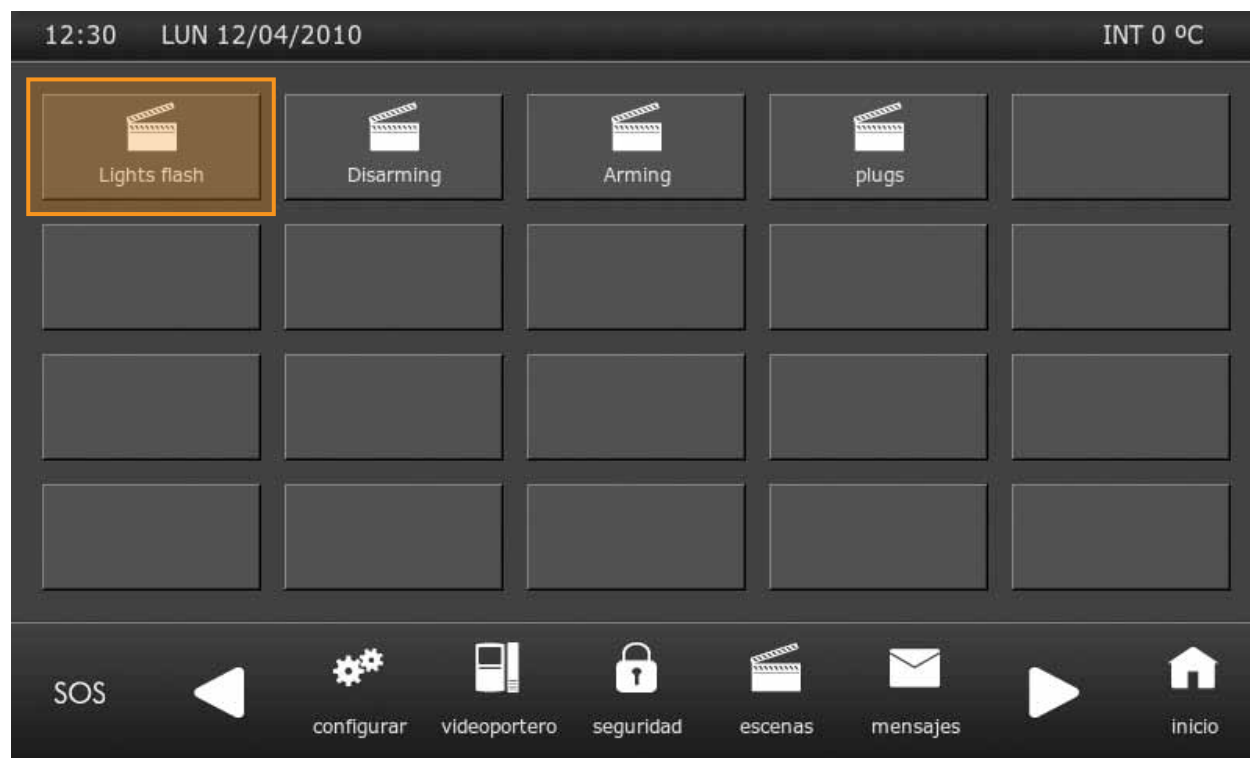 12:30 LUN 12/04/2010 INT 0 ºC
Lights flash Disarming Arming plugs
SOS configurar videoportero seguridad escenas mensajes inicio